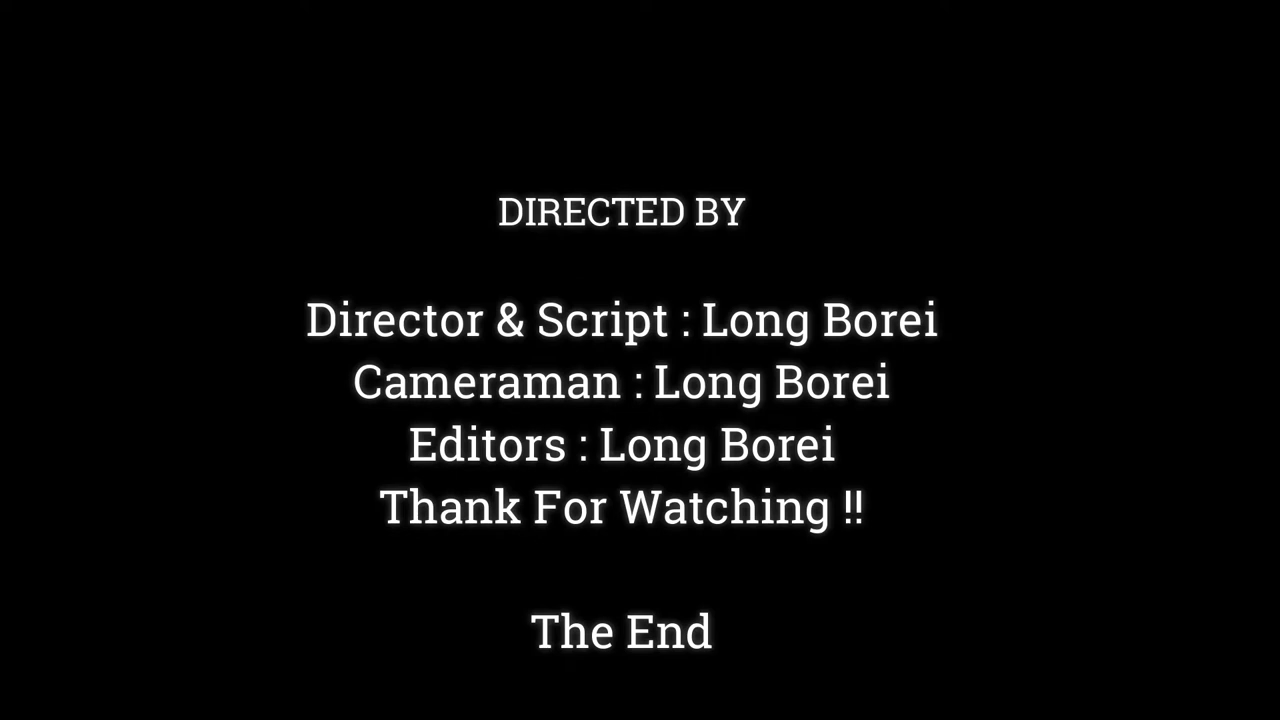 DIRECTED BY
Director & Script : Long Borei
Cameraman : Long Borei
Editors : Long Borei
Thank For Watching !!
The End